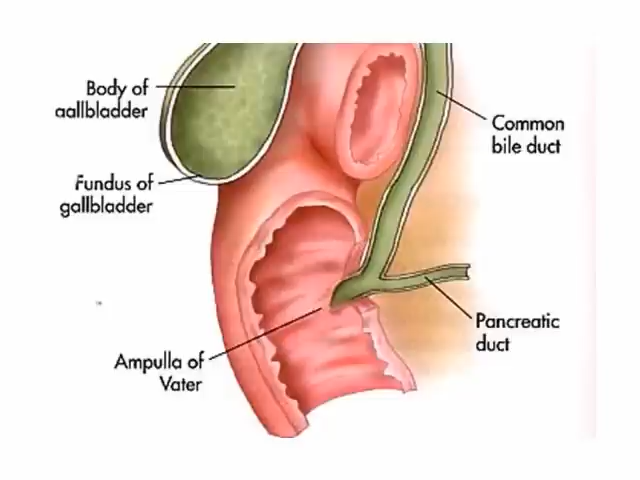 Body of
aallbladder
Fundus of
gallbladder
Common
bile duct
Pancreatic
duct
Ampulla of
Vater